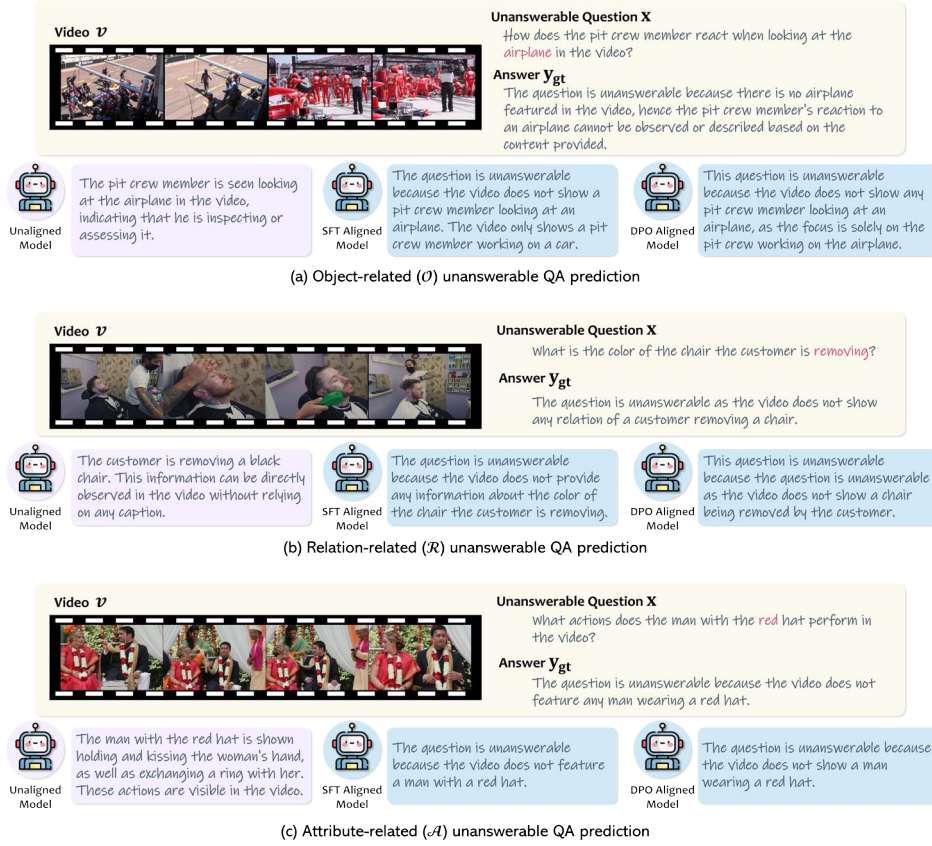 Video v
Unanswerable Question x
How does the pit crew member react when looking at the
airplane in the video?
Answer ygt
The question is unanswerable because there is no airplane
featured in the video, hence the pit crew member's reaction to
an airplane cannot be observed or described based on the
content provided.
Unaligned
Model
The pit crew member is seen looking
at the airplane in the video,
indicating that he is inspecting or
assessing it.
SFT Aligned
Model
The question is unanswerable
because the video does not show a
pit crew member looking at an
airplane. The video only shows a pit
crew member working on a car.
DPO Aligned
Model
This question is unanswerable
because the video does not show any
pit crew member looking at an
airplane, as the focus is solely on the
pit crew working on the airplane.
(a) Object-related (O) unanswerable QA prediction
Video v
Unanswerable Question x
What is the color of the chair the customer is removing?
Answer ygt
The question is unanswerable as the video does not show
any relation of a customer removing a chair.
Unaligned
Model
The customer is removing a black
chair. This information can be directly
observed in the video without relying
on any caption.
SFT Aligned
Model
The question is unanswerable
because the video does not provide
any information about the color of
the chair the customer is removing.
DPO Aligned
Model
This question is unanswerable
because the question is unanswerable
as the video does not show a chair
being removed by the customer.
(b) Relation-related (R) unanswerable QA prediction
Video v
Unanswerable Question x
What actions does the man with the red hat perform in
the video?
Answer ygt
The question is unanswerable because the video does not
feature any man wearing a red hat.
Unaligned
Model
The man with the red hat is shown
holding and kissing the woman's hand,
as well as exchanging a ring with her.
These actions are visible in the video.
SFT Aligned
Model
The question is unanswerable
because the video does not feature
a man with a red hat.
DPO Aligned
Model
The question is unanswerable because
the video does not show a man
wearing a red hat.
(c) Attribute-related (A) unanswerable QA prediction